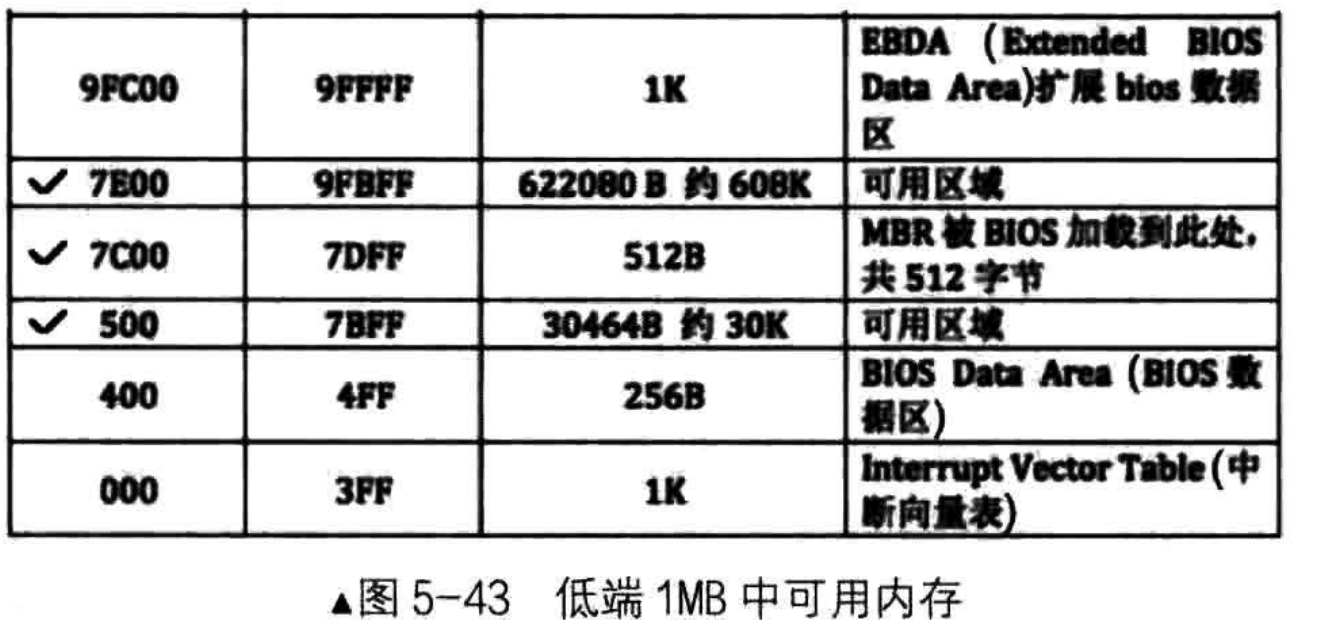 9FC00 9FFFF 1K EBDA (Extended BIOS
Data Area)扩展 bios 数据
区
✓ 7E00 9FBFF 622080 B 约 608K 可用区域
✓ 7C00 7DFF 512B MBR 被 BIOS 加载到此处,
共 512 字节
✓ 500 7BFF 30464B 约 30K 可用区域
400 4FF 256B BIOS Data Area (BIOS 数
据区)
000 3FF 1K Interrupt Vector Table (中
断向量表)
▲图 5-43 低端 1MB 中可用内存